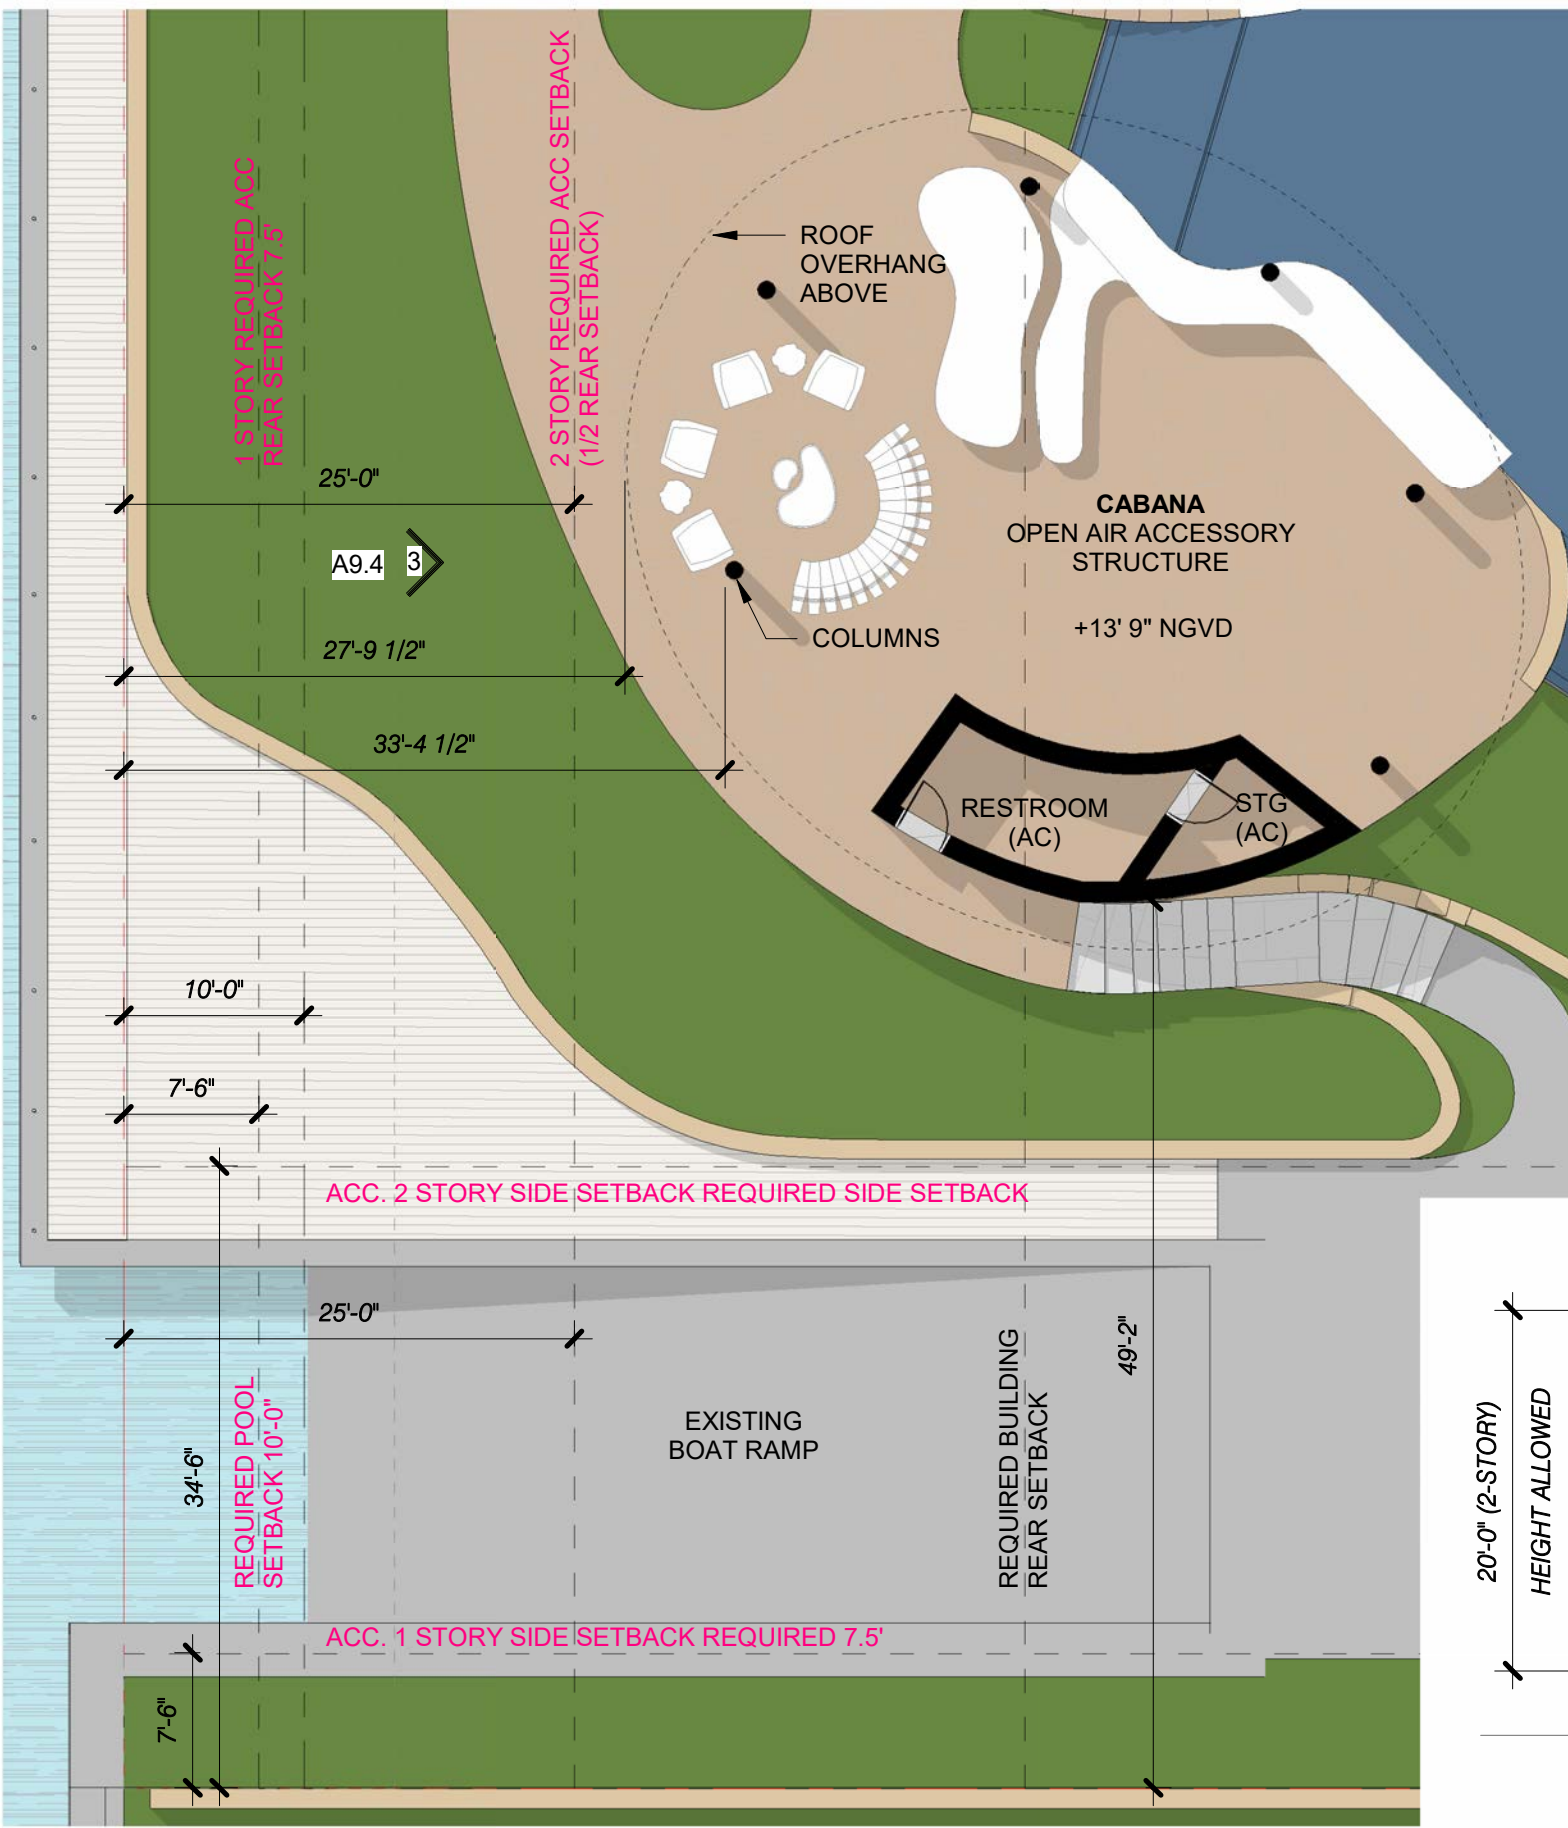 1 STORY REQUIRED ACC
REAR SETBACK 7.5'
2 STORY REQUIRED ACC SETBACK
(1/2 REAR SETBACK)
ROOF
OVERHANG
ABOVE
25'-0"
A9.4
3
CABANA
OPEN AIR ACCESSORY
STRUCTURE
+13' 9" NGVD
COLUMNS
27'-9 1/2"
33'-4 1/2"
RESTROOM
(AC)
STG
(AC)
10'-0"
7'-6"
ACC. 2 STORY SIDE SETBACK REQUIRED SIDE SETBACK
25'-0"
49'-2"
34'-6"
REQUIRED POOL
SETBACK 10'-0"
EXISTING
BOAT RAMP
REQUIRED BUILDING
REAR SETBACK
20'-0" (2-STORY)
HEIGHT ALLOWED
ACC. 1 STORY SIDE SETBACK REQUIRED 7.5'
7'-6"